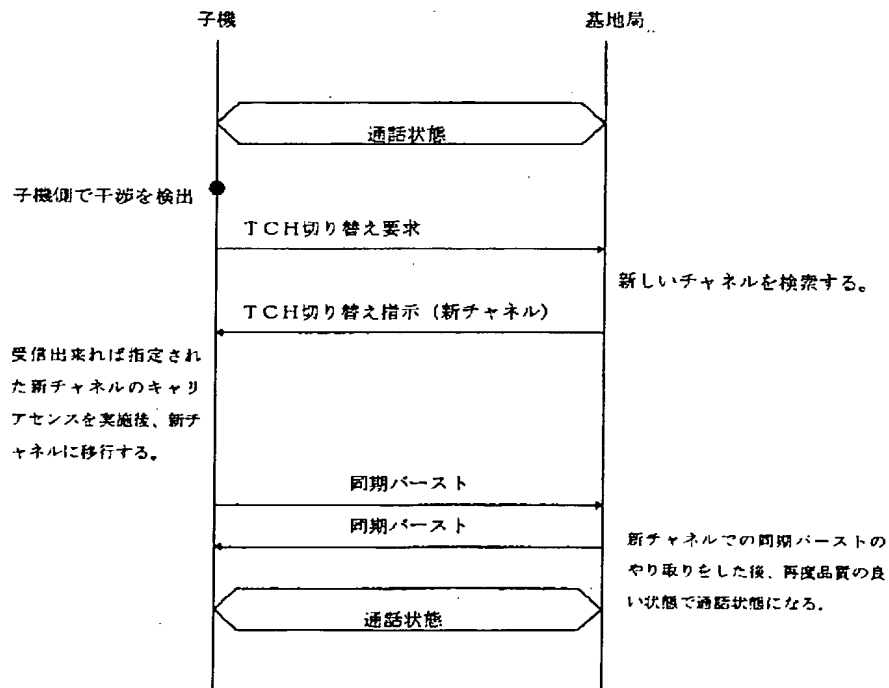 子機
基地局
通話状態
子機側で干渉を検出
TCH切り替え要求
新しいチャネルを検索する。
TCH切り替え指示(新チャネル)
受信出来れば指定され
た新チャネルのキャリ
アセンスを実施後、新チ
ャネルに移行する。
同期バースト
同期バースト
新チャネルでの同期バーストの
やり取りをした後、再度品質の良
い状態で通話状態になる。
通話状態